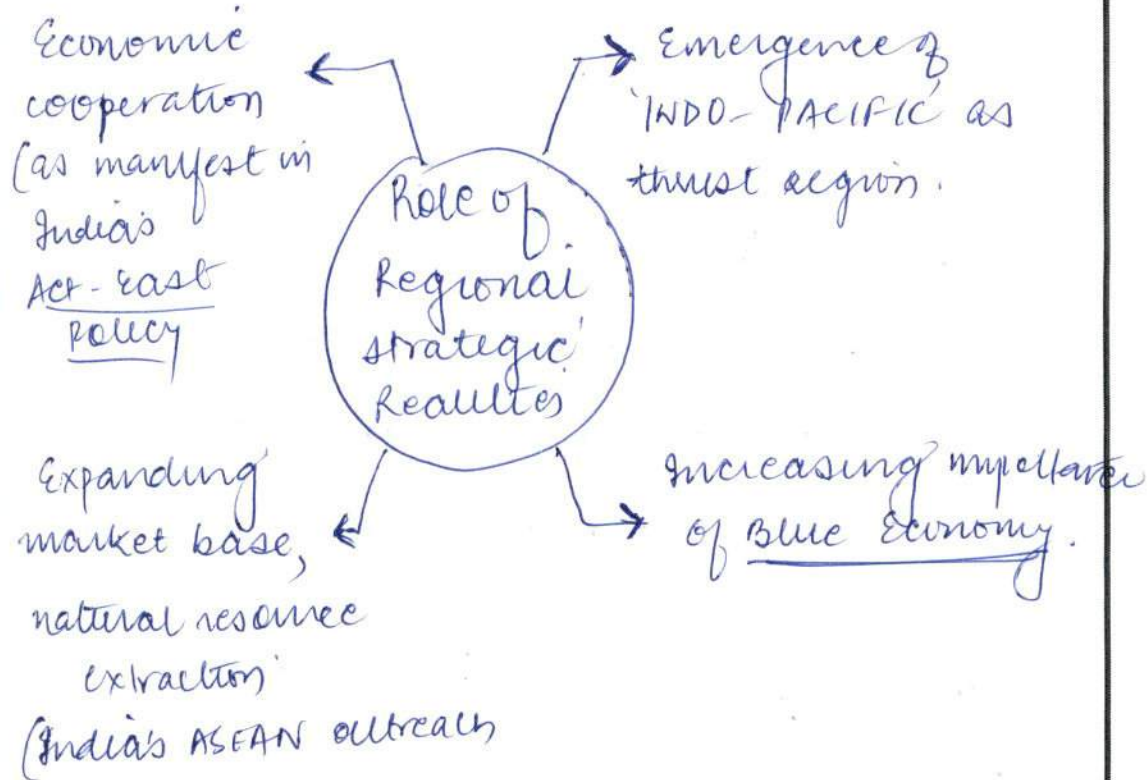 Economic
cooperation
(as manifest in
India's
Act-East
Policy
Emergence of
'INDO-PACIFIC' as
thrust region.
Role of
Regional
strategic
Realities
Expanding
market base,
natural resource
extraction
(India's ASEAN outreach
Increasing importance
of Blue Economy.